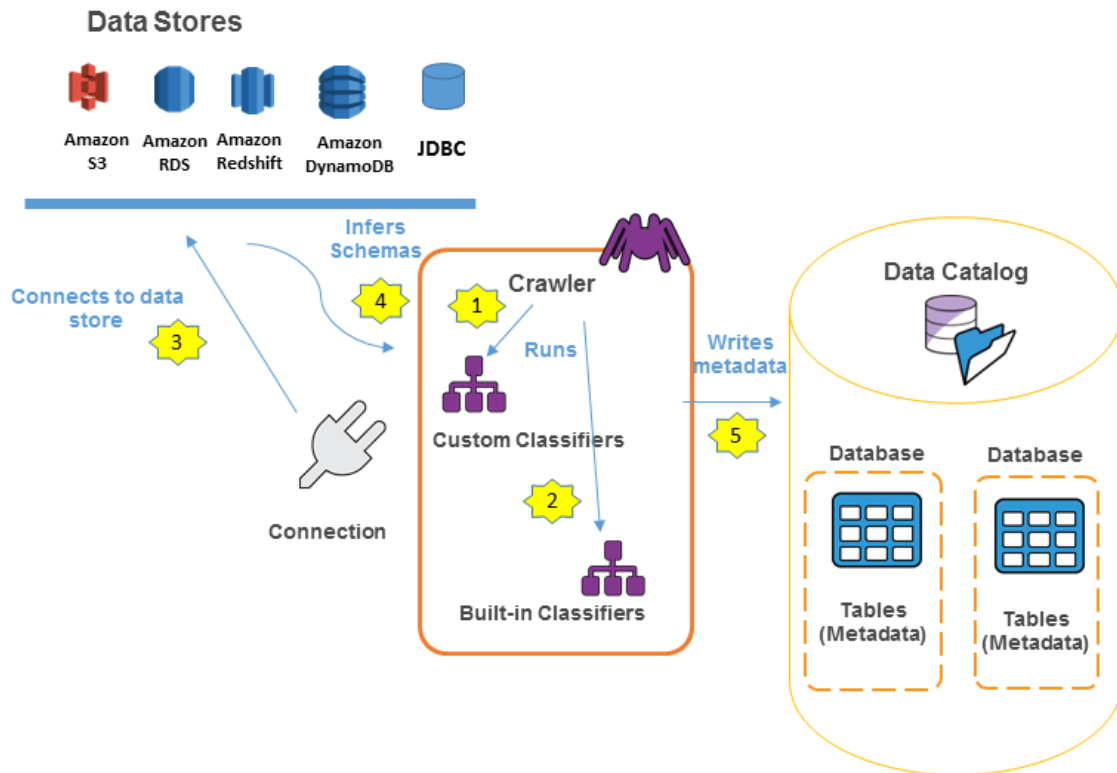 Data Stores
Amazon
S3
Amazon
RDS
Amazon
Redshift
Amazon
DynamoDB
JDBC
Infers
Schemas
4
Connects to data
store
3
Connection
1
Crawler
Runs
Custom Classifiers
2
Built-in Classifiers
Writes
metadata
5
Data Catalog
Database
Tables
(Metadata)
Database
Tables
(Metadata)